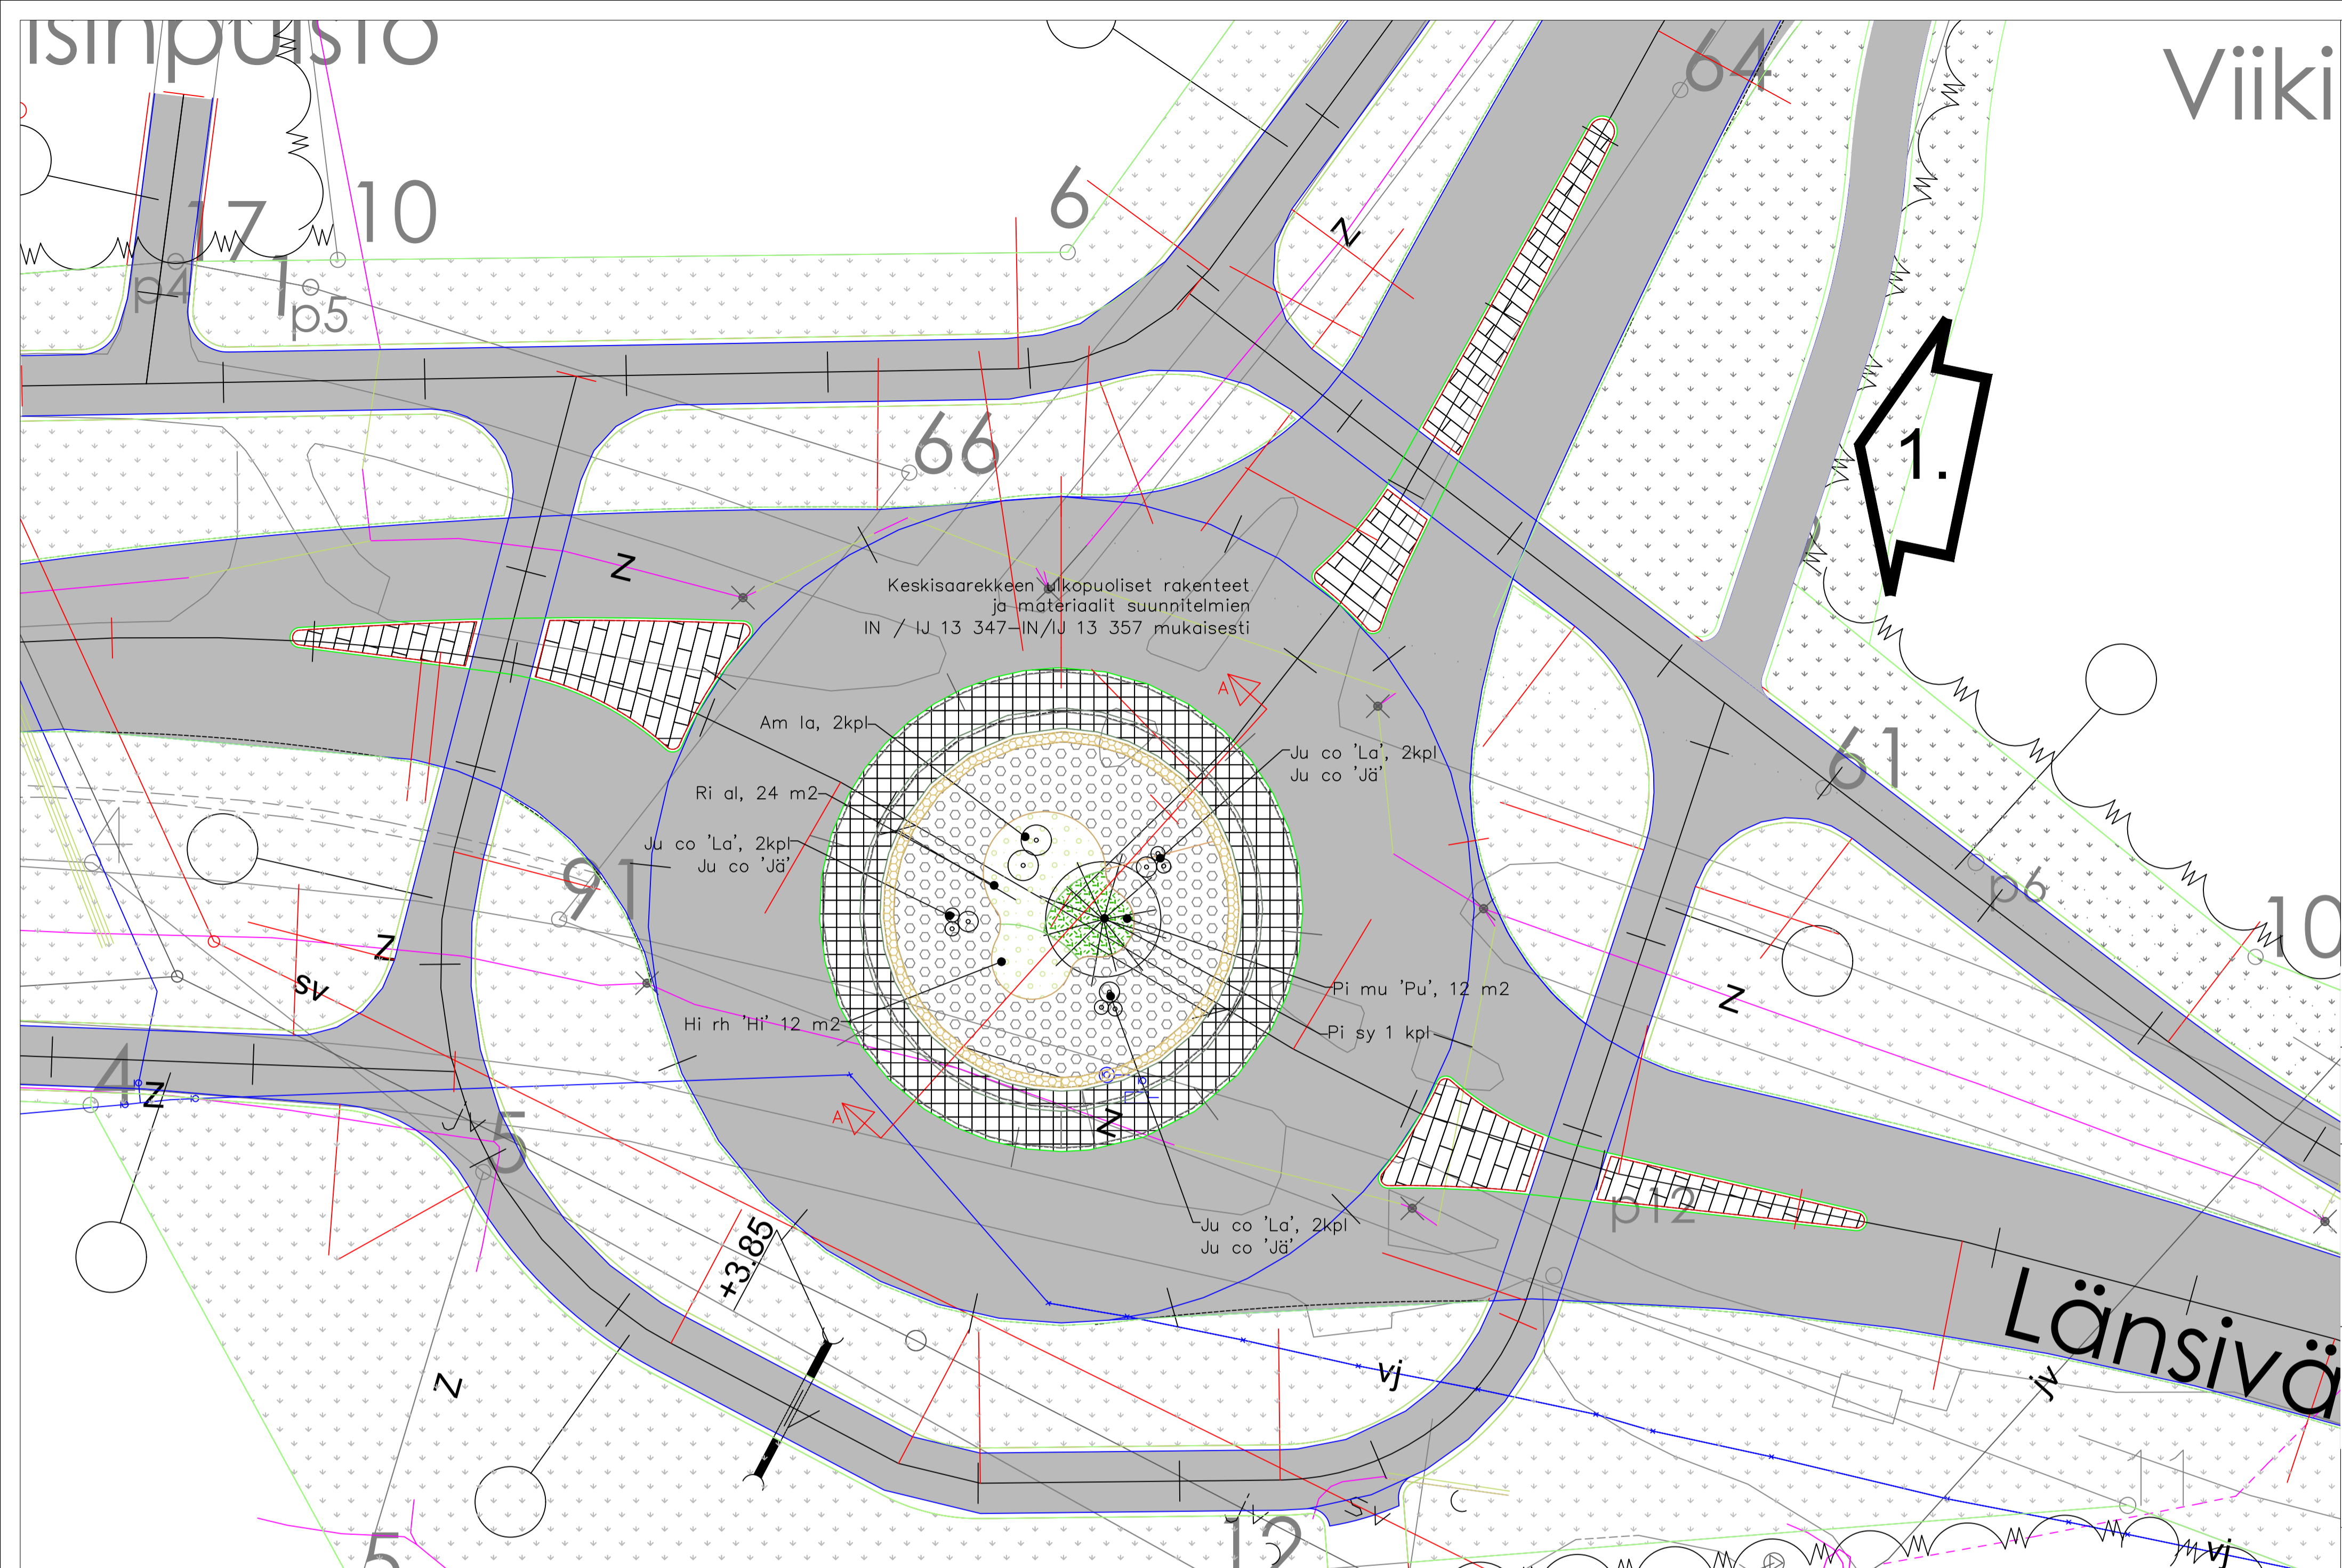 isinpuisto
Viiki
64
17
10
6
p4
1
p5
z
66
1.
z
Keskisaarekkeen ulkopuoliset rakenteet
ja materiaalit suunnitelmien
IN / IJ 13 347-IN/IJ 13 357 mukaisesti
A
Am la, 2kpl
Ju co 'La', 2kpl
Ju co 'Jä'
61
Ri al, 24 m2
4
Ju co 'La', 2kpl
Ju co 'Jä'
91
p6
10
z
sv
Pi mu 'Pu', 12 m2
z
Hi rh 'Hi' 12 m2
Pi sy 1 kpl
4
z
A
z
5
p12
Ju co 'La', 2kpl
Ju co 'Jä'
+3.85
Länsivä
z
vj
jv
11
12
5
vj